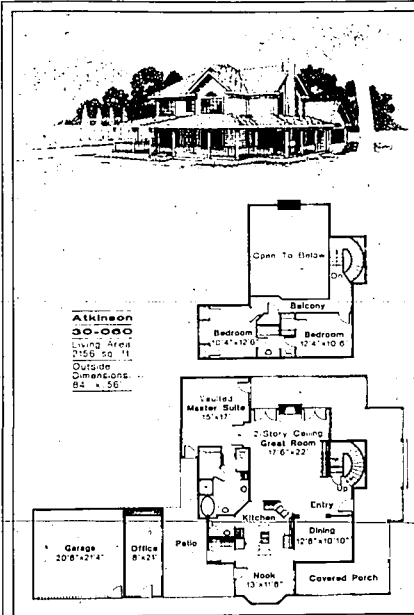 Open To Below
Dn
Balcony
Bedroom
10'4"x12'6"
Bedroom
12'4"x10'6"
Atkinson
30-060
Living Area
2156 sq. ft.
Outside
Dimensions:
84' x 56'
Vaulted
Master Suite
15'x17'
2-Story Ceiling
Great Room
17'6"x22'
Up
Entry
Kitchen
Dining
12'8"x10'10"
Garage
20'8"x21'4"
Office
8'x21'
Patio
Nook
13'x11'8"
Covered Porch